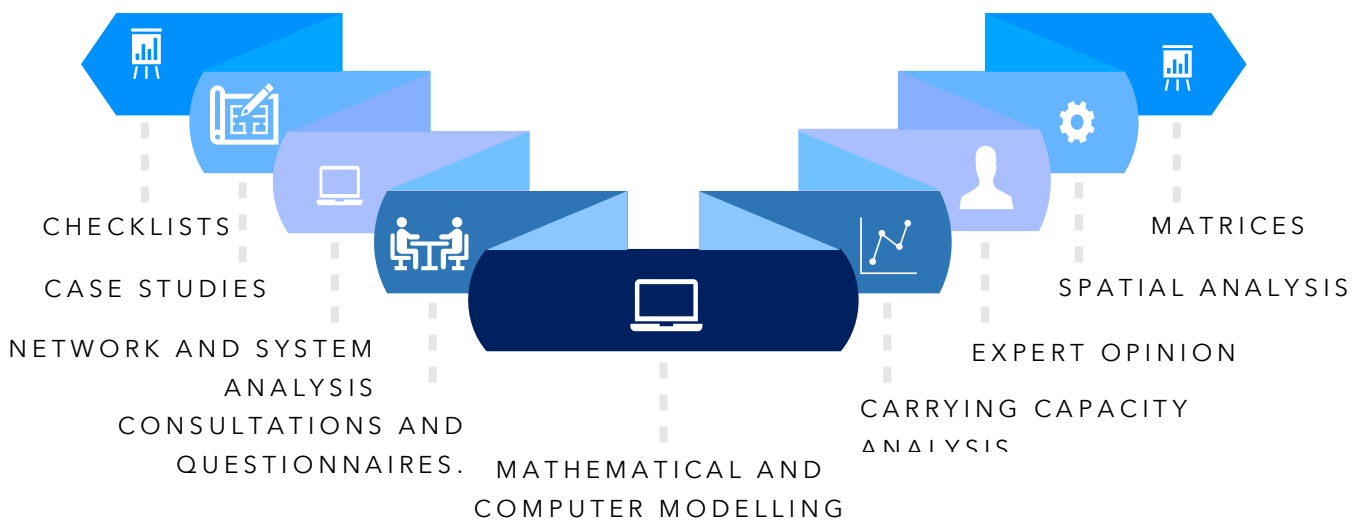 CHECKLISTS
CASE STUDIES
NETWORK AND SYSTEM
ANALYSIS
CONSULTATIONS AND
QUESTIONNAIRES.
MATHEMATICAL AND
COMPUTER MODELLING
CARRYING CAPACITY
ANALYSIS
EXPERT OPINION
SPATIAL ANALYSIS
MATRICES